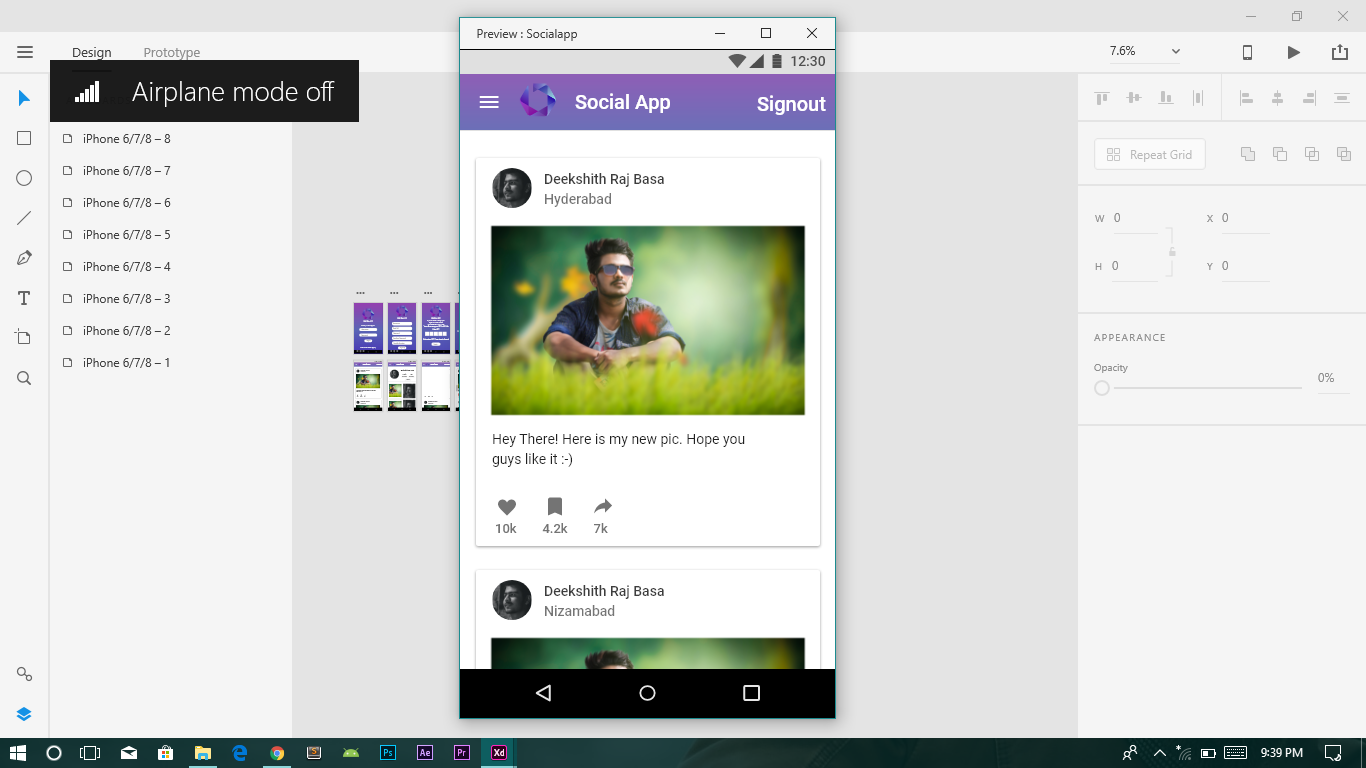 Preview : Socialapp
Design
Prototype
7.6%
Airplane mode off
iPhone 6/7/8 – 8
iPhone 6/7/8 – 7
iPhone 6/7/8 – 6
iPhone 6/7/8 – 5
iPhone 6/7/8 – 4
iPhone 6/7/8 – 3
iPhone 6/7/8 – 2
iPhone 6/7/8 – 1
12:30
Social App
Signout
Deekshith Raj Basa
Hyderabad
Hey There! Here is my new pic. Hope you
guys like it :-)
10k 4.2k 7k
Deekshith Raj Basa
Nizamabad
Repeat Grid
W 0 X 0
H 0 Y 0
APPEARANCE
Opacity
0%
Ps Ae Pr Xd
9:39 PM